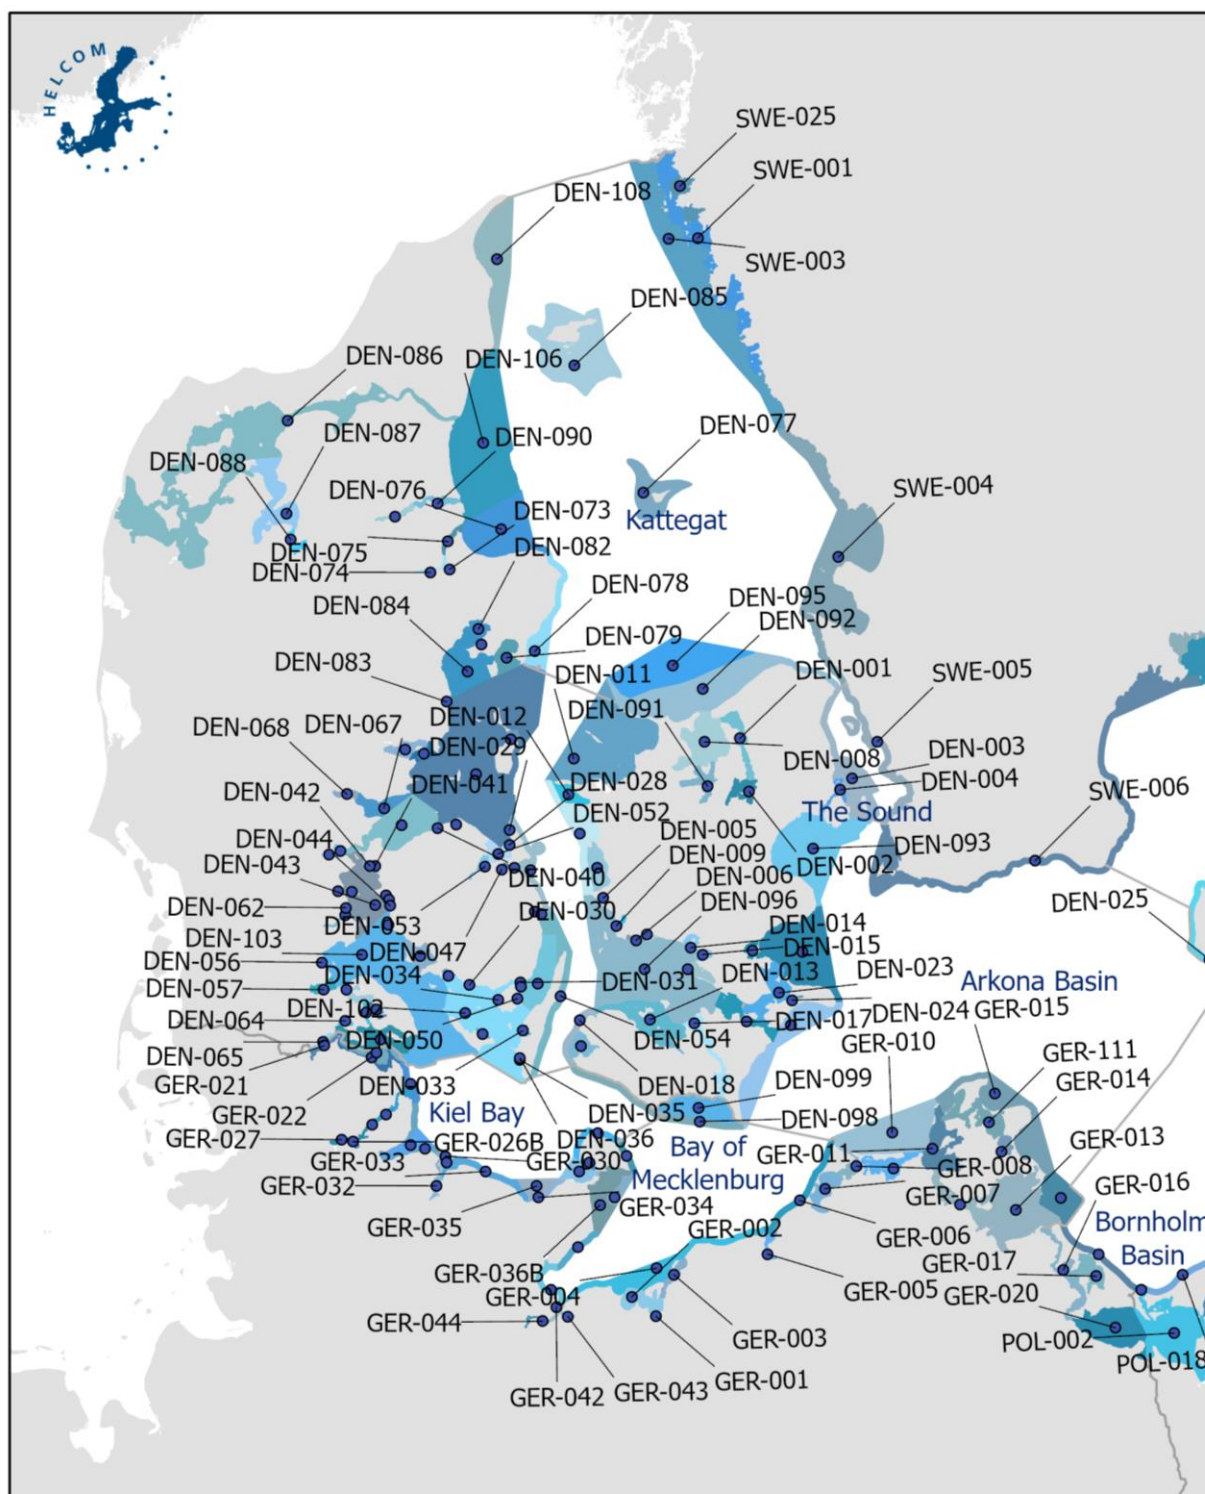 HELCOM
SWE-025
SWE-001
DEN-108
SWE-003
DEN-085
DEN-086
DEN-106
DEN-077
DEN-087
DEN-090
DEN-088
SWE-004
DEN-076
DEN-073
Kattegat
DEN-075
DEN-082
DEN-074
DEN-078
DEN-084
DEN-095
DEN-092
DEN-079
DEN-083
DEN-011
DEN-001
SWE-005
DEN-091
DEN-068
DEN-067
DEN-012
DEN-029
DEN-008
DEN-003
DEN-004
DEN-041
DEN-028
DEN-042
SWE-006
DEN-052
The Sound
DEN-005
DEN-044
DEN-009
DEN-093
DEN-002
DEN-043
DEN-040
DEN-006
DEN-096
DEN-025
DEN-062
DEN-053
DEN-030
DEN-014
DEN-103
DEN-047
DEN-015
DEN-056
DEN-034
DEN-031
DEN-013
DEN-023
Arkona Basin
DEN-057
DEN-102
DEN-064
DEN-050
DEN-054
DEN-017
DEN-024
GER-015
GER-010
GER-111
DEN-065
GER-021
DEN-033
DEN-018
DEN-099
GER-014
GER-022
Kiel Bay
DEN-035
DEN-098
GER-013
GER-027
GER-026B
DEN-036
Bay of
Mecklenburg
GER-011
GER-033
GER-030
GER-008
GER-032
GER-007
GER-016
GER-034
GER-035
GER-002
GER-006
Bornholm
Basin
GER-036B
GER-017
GER-004
GER-005
GER-020
GER-044
GER-003
POL-002
POL-018
GER-042
GER-043
GER-001